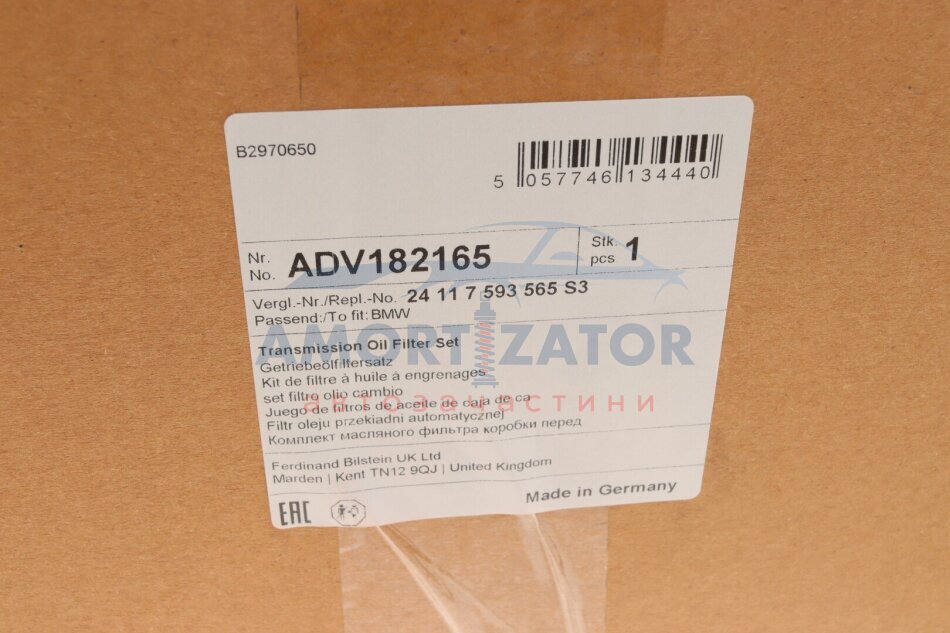 B2970650
5 057746 134440
Nr.
No. ADV182165
Stk.
pcs 1
Vergl.-Nr./Repl.-No. 24 11 7 593 565 S3
Passend:/To fit: BMW
AMORTIZATOR
автозапчастини
Transmission Oil Filter Set
Getriebeölfiltersatz
Kit de filtre à huile à engrenages
set filtro olio cambio
Juego de filtros de aceite de caja de ca
Filtr oleju przekiadni automatycznej
Комплект масляного фильтра коробки перед
Ferdinand Bilstein UK Ltd
Marden | Kent TN12 9QJ | United Kingdom
Made in Germany
EAC